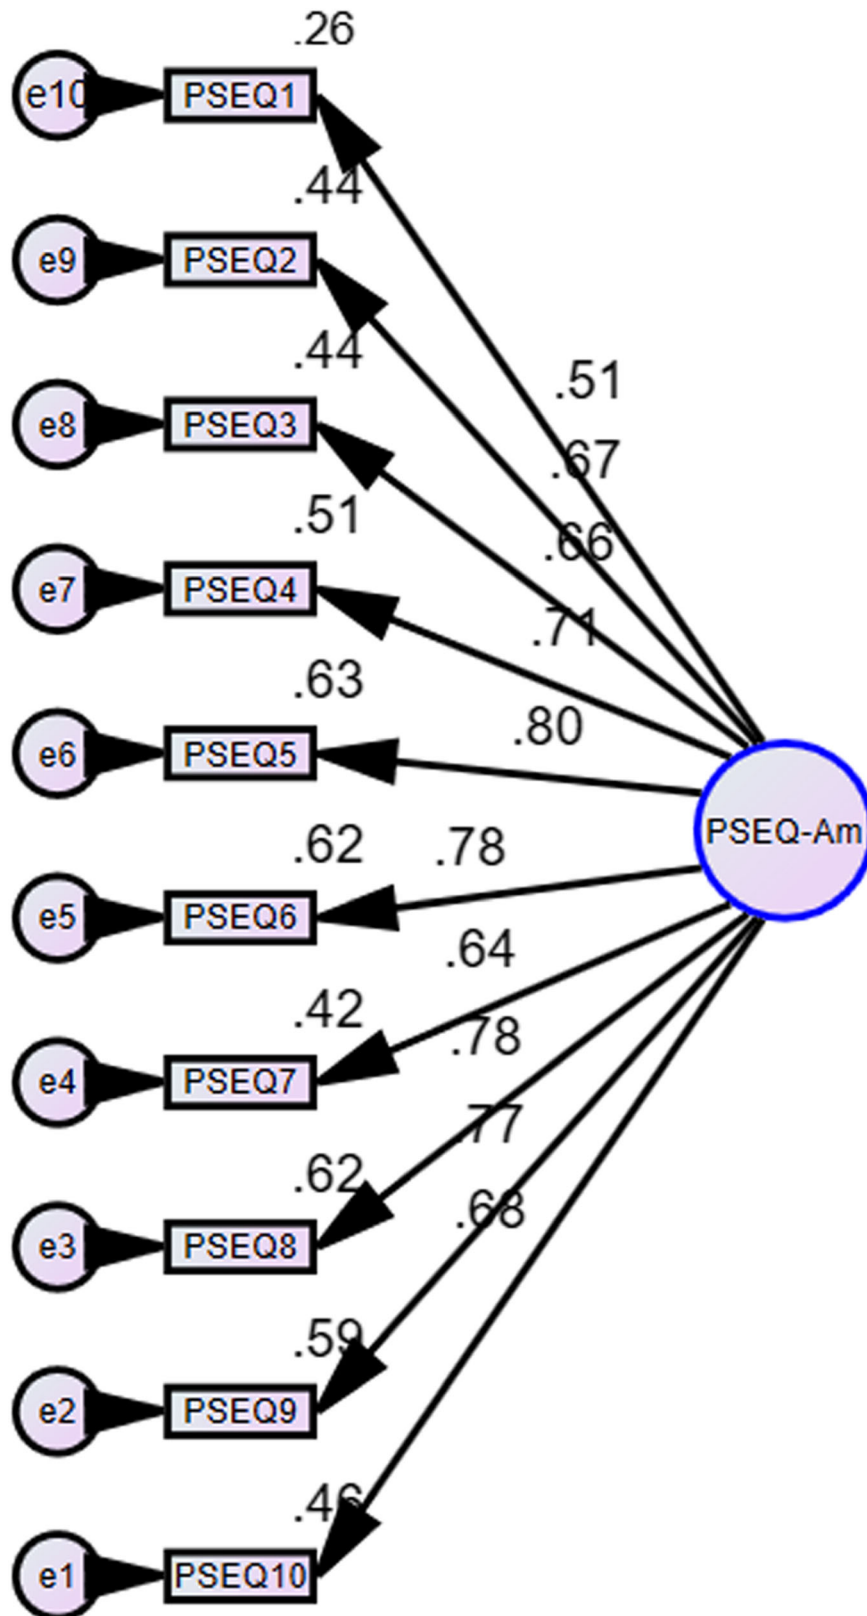 .26
e10 PSEQ1
.44
e9 PSEQ2
.44
e8 PSEQ3
.51
.51
e7 PSEQ4
.67
.66
.71
.63
e6 PSEQ5
.80
PSEQ-Am
.62
.78
e5 PSEQ6
.64
.42
.78
e4 PSEQ7
.77
.62
.68
e3 PSEQ8
.59
e2 PSEQ9
.46
e1 PSEQ10